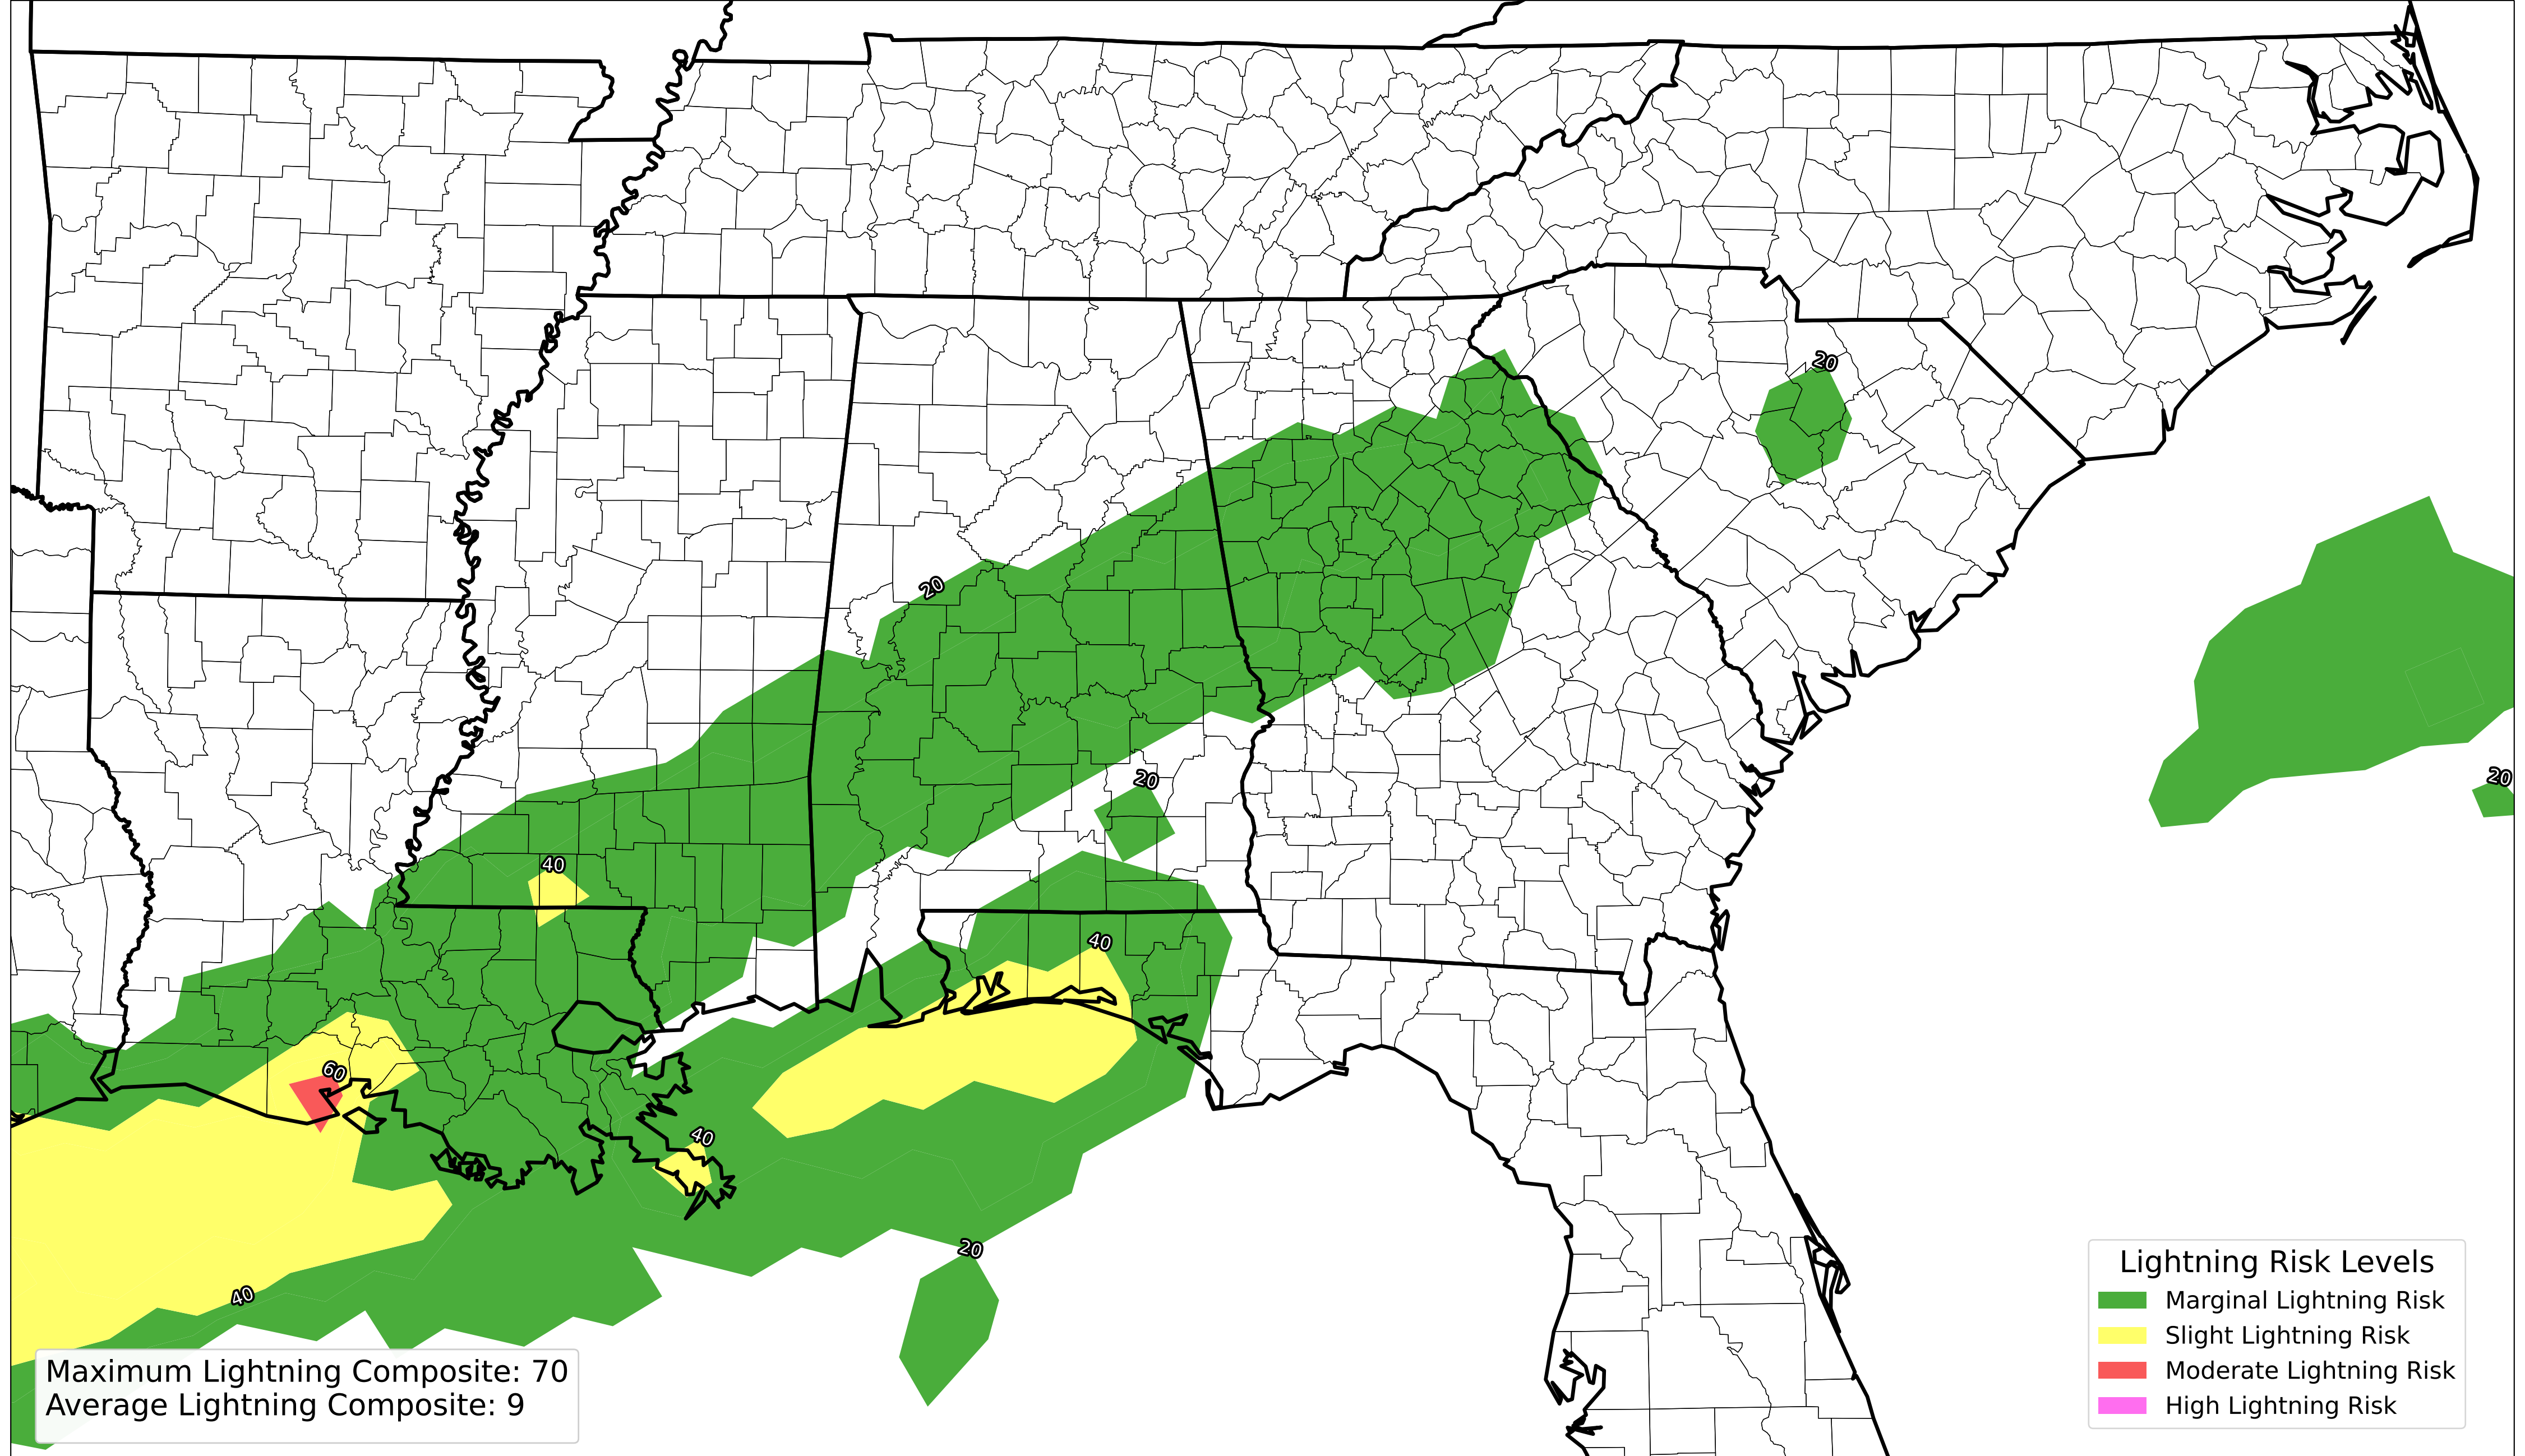 20
20
20
20
40
40
60
40
20
40
Lightning Risk Levels
Marginal Lightning Risk
Slight Lightning Risk
Moderate Lightning Risk
High Lightning Risk
Maximum Lightning Composite: 70
Average Lightning Composite: 9